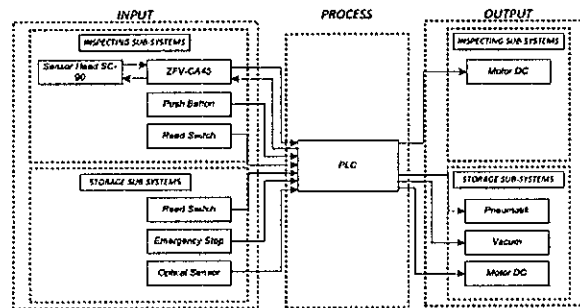 INPUT
PROCESS
OUTPUT
INSPECTING SUB-SYSTEMS
Sensor Head SC-
90
ZFV-CA45
Push Button
Reed Switch
STORAGE SUB SYSTEMS
Reed Switch
Emergency Stop
Optical Sensor
PLC
INSPECTING SUB-SYSTEMS
Motor DC
STORAGE SUB-SYSTEMS
Pneumatik
Vacum
Motor DC